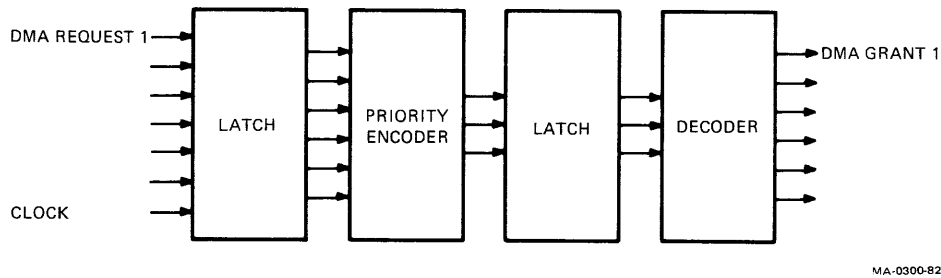 DMA REQUEST 1
DMA GRANT 1
LATCH
PRIORITY
ENCODER
LATCH
DECODER
CLOCK
MA-0300-82